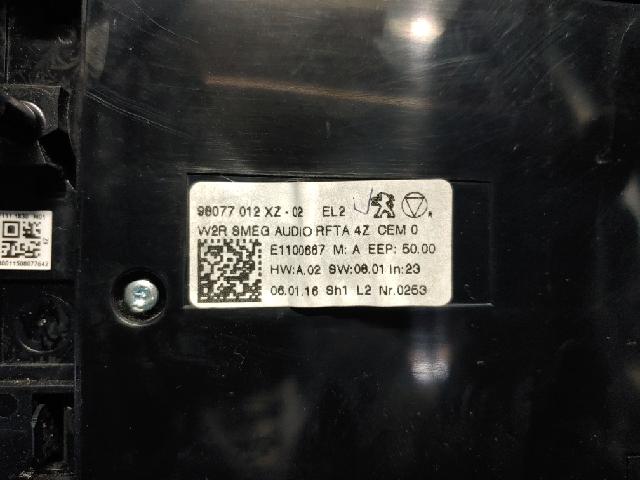 98077 012 XZ - 02 EL2
W2R SMEG AUDIO RFTA 4Z CEM 0
E1100667 M: A EEP: 50.00
HW:A.02 SW:08.01 In:23
06.01.16 Sh1 L2 Nr.0253